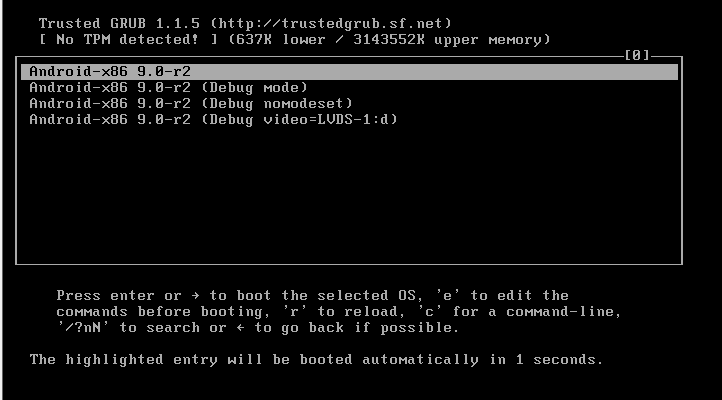 Trusted GRUB 1.1.5 (http://trustedgrub.sf.net)
[ No TPM detected! ] (637K lower / 3143552K upper memory)
[0]
Android-x86 9.0-r2
Android-x86 9.0-r2 (Debug mode)
Android-x86 9.0-r2 (Debug nomodeset)
Android-x86 9.0-r2 (Debug video=LVDS-1:d)
Press enter or → to boot the selected OS, 'e' to edit the
commands before booting, 'r' to reload, 'c' for a command-line,
'/?nN' to search or ← to go back if possible.
The highlighted entry will be booted automatically in 1 seconds.